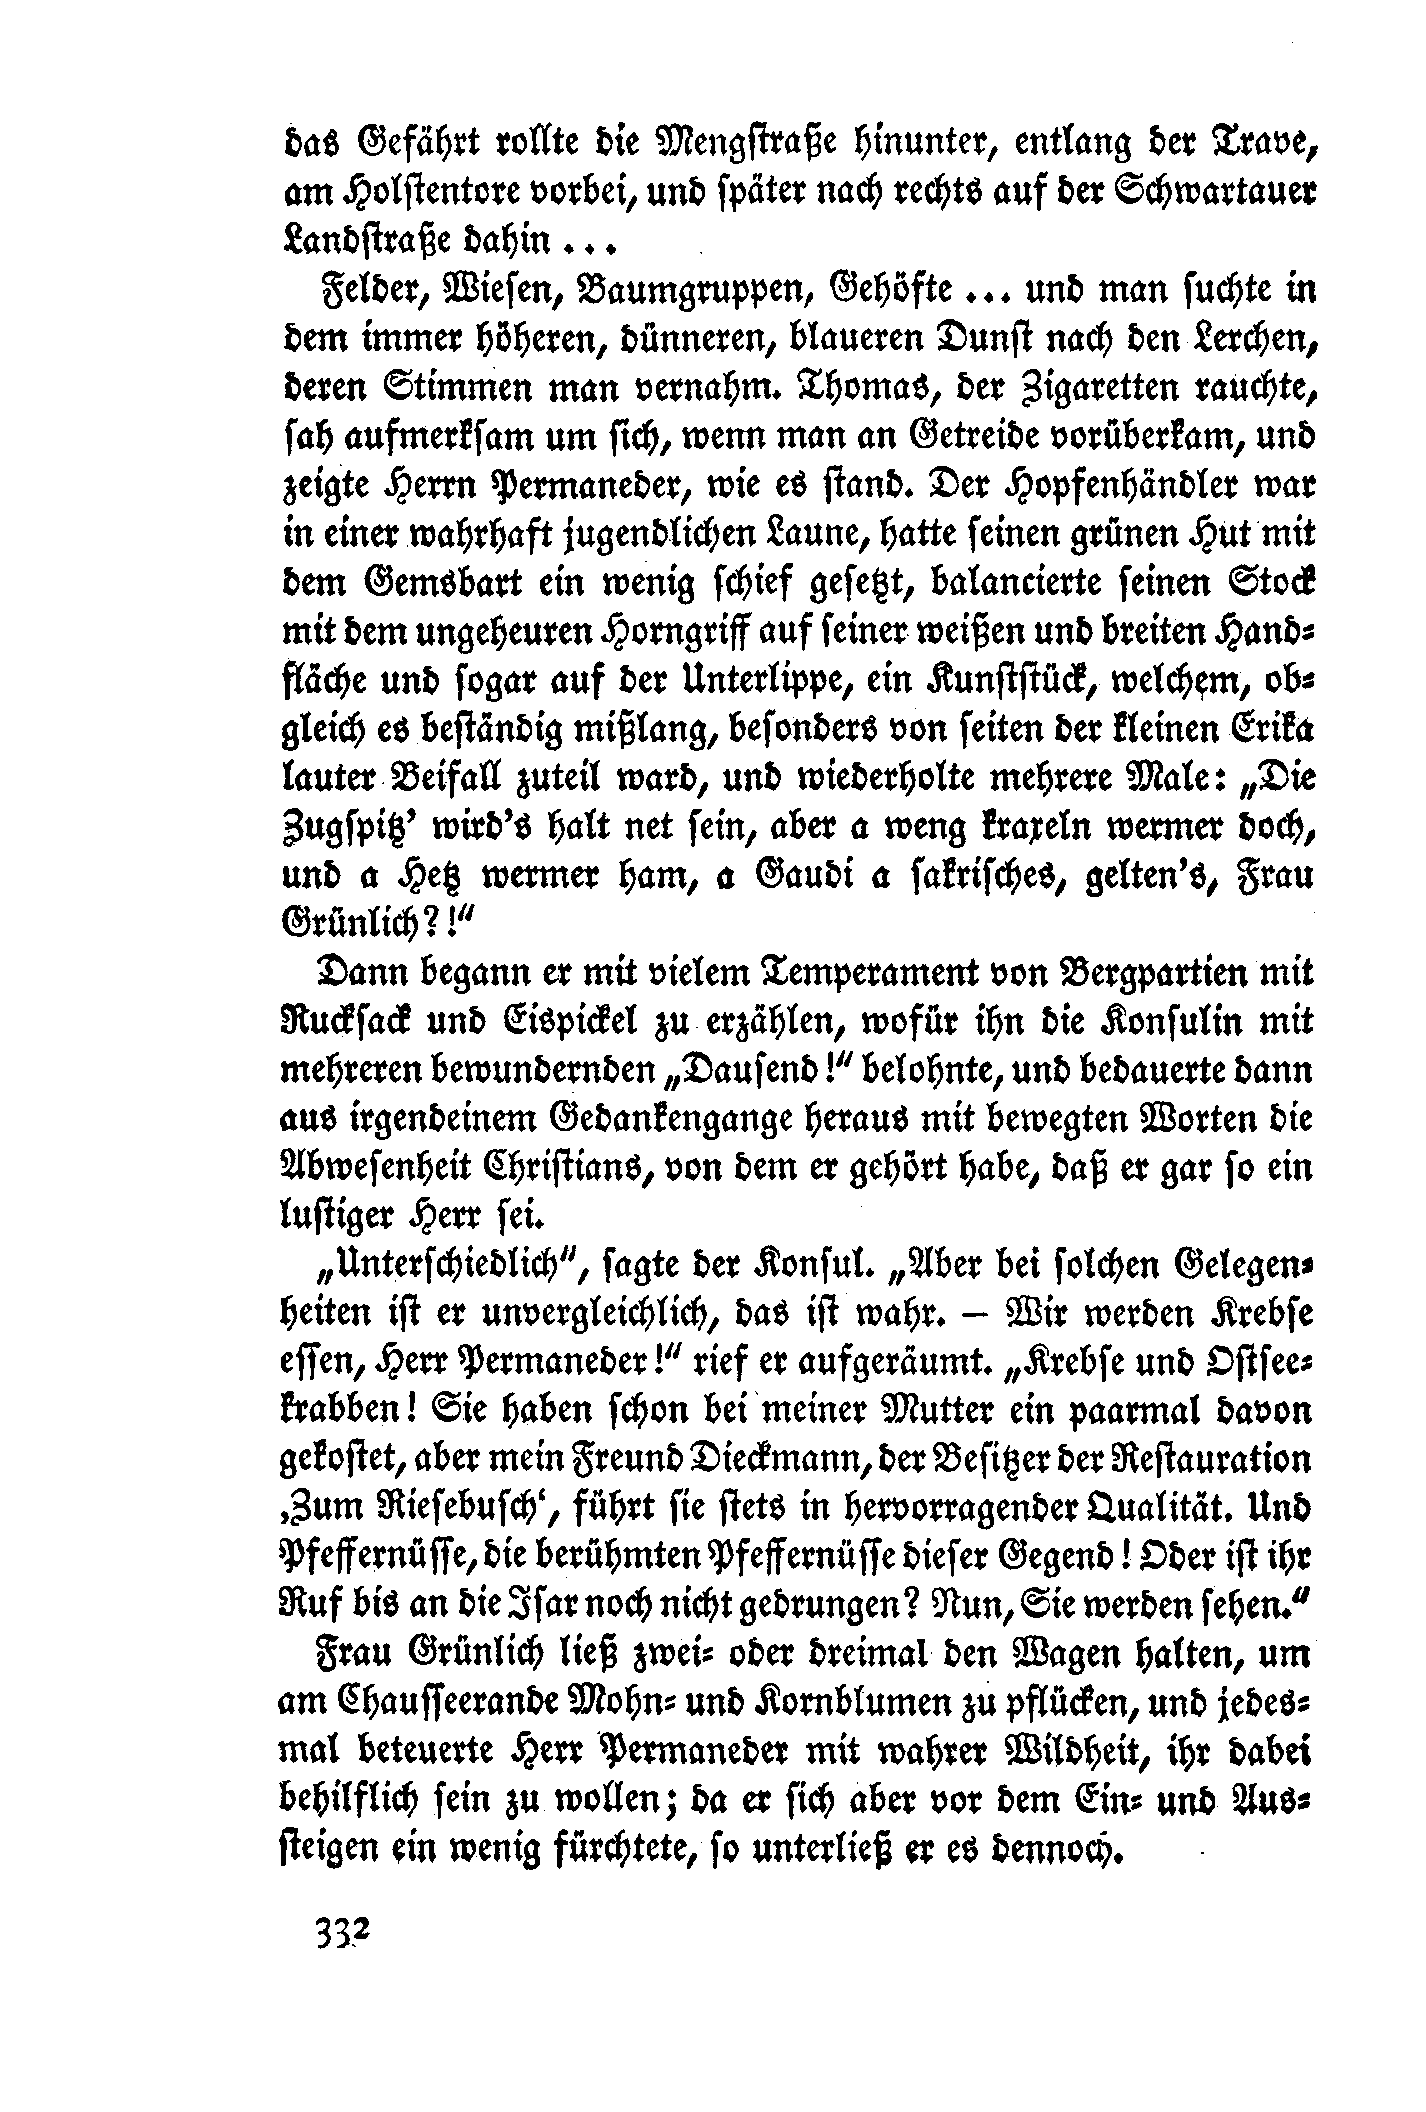 das Gefährt rollte die Mengstraße hinunter, entlang der Trave,
am Holstentore vorbei, und später nach rechts auf der Schwartauer
Landstraße dahin ...
Felder, Wiesen, Baumgruppen, Gehöfte ... und man suchte in
dem immer höheren, dünneren, blaueren Dunst nach den Lerchen,
deren Stimmen man vernahm. Thomas, der Zigaretten rauchte,
sah aufmerksam um sich, wenn man an Getreide vorüberkam, und
zeigte Herrn Permaneder, wie es stand. Der Hopfenhändler war
in einer wahrhaft jugendlichen Laune, hatte seinen grünen Hut mit
dem Gemsbart ein wenig schief gesetzt, balancierte seinen Stock
mit dem ungeheuren Horngriff auf seiner weißen und breiten Hand-
fläche und sogar auf der Unterlippe, ein Kunststück, welchem, ob-
gleich es beständig mißlang, besonders von seiten der kleinen Erika
lauter Beifall zuteil ward, und wiederholte mehrere Male: „Die
Zugspitz' wird's halt net sein, aber a weng kraxeln wermer doch,
und a Hetz wermer ham, a Gaudi a sakrisches, gelten's, Frau
Grünlich?!“
Dann begann er mit vielem Temperament von Bergpartien mit
Rucksack und Eispickel zu erzählen, wofür ihn die Konsulin mit
mehreren bewundernden „Dausend!“ belohnte, und bedauerte dann
aus irgendeinem Gedankengange heraus mit bewegten Worten die
Abwesenheit Christians, von dem er gehört habe, daß er gar so ein
lustiger Herr sei.
„Unterschiedlich“, sagte der Konsul. „Aber bei solchen Gelegen-
heiten ist er unvergleichlich, das ist wahr. – Wir werden Krebse
essen, Herr Permaneder!“ rief er aufgeräumt. „Krebse und Ostsee-
krabben! Sie haben schon bei meiner Mutter ein paarmal davon
gekostet, aber mein Freund Dieckmann, der Besitzer der Restauration
‚Zum Riesebusch‘, führt sie stets in hervorragender Qualität. Und
Pfeffernüsse, die berühmten Pfeffernüsse dieser Gegend! Oder ist ihr
Ruf bis an die Isar noch nicht gedrungen? Nun, Sie werden sehen.“
Frau Grünlich ließ zwei- oder dreimal den Wagen halten, um
am Chausseerande Mohn- und Kornblumen zu pflücken, und jedes-
mal beteuerte Herr Permaneder mit wahrer Wildheit, ihr dabei
behilflich sein zu wollen; da er sich aber vor dem Ein- und Aus-
steigen ein wenig fürchtete, so unterließ er es dennoch.
332